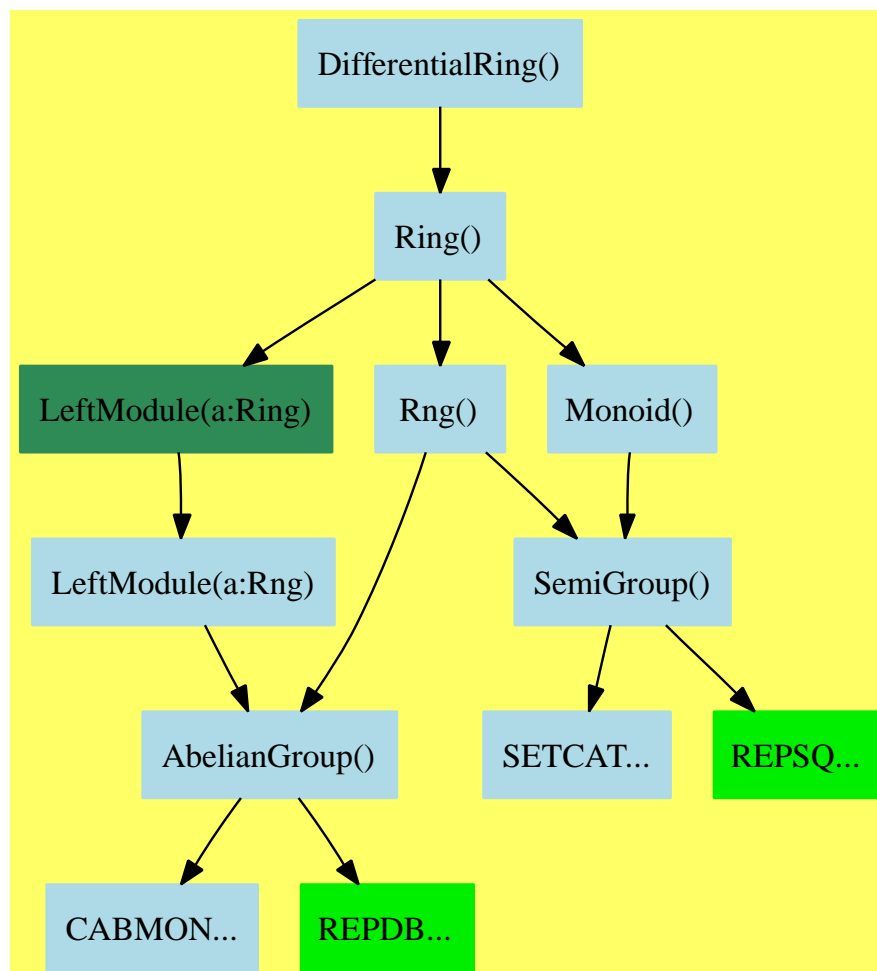 DifferentialRing()
Ring()
LeftModule(a:Ring)
Rng()
Monoid()
LeftModule(a:Rng)
SemiGroup()
AbelianGroup()
SETCAT...
REPSQ...
CABMON...
REPDB...